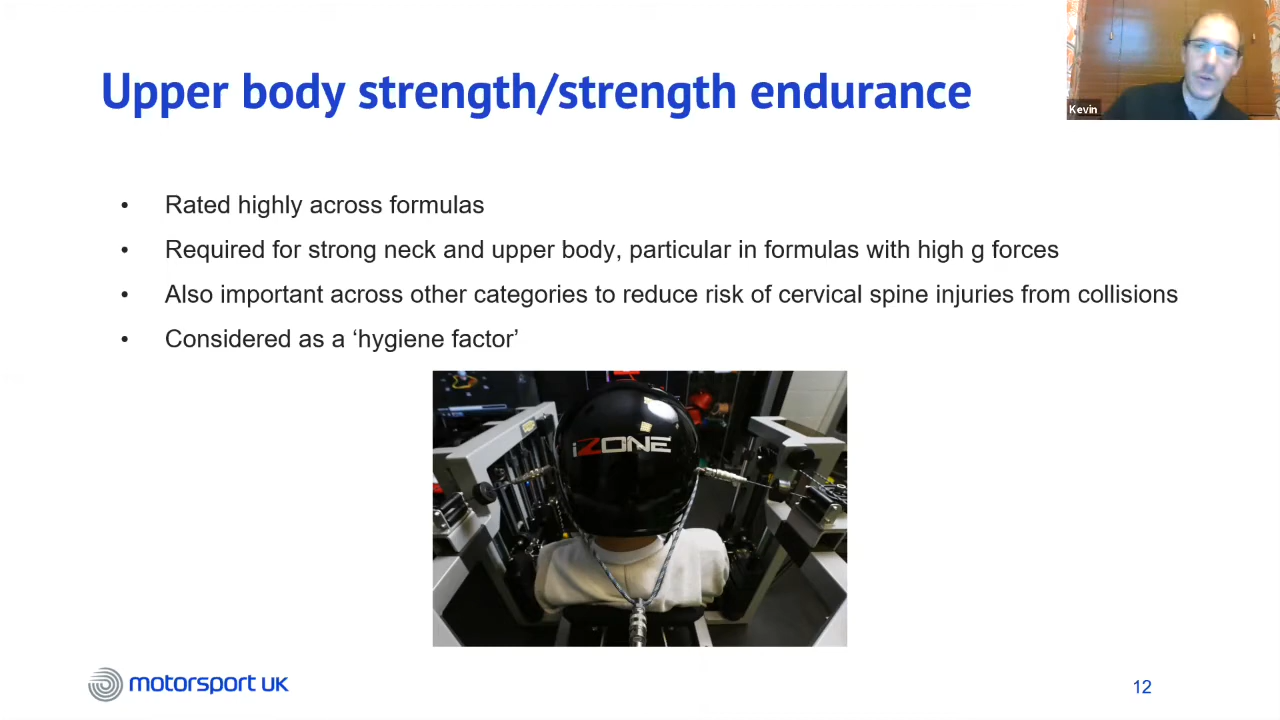 Upper body strength/strength endurance
Kevin
• Rated highly across formulas
• Required for strong neck and upper body, particular in formulas with high g forces
• Also important across other categories to reduce risk of cervical spine injuries from collisions
• Considered as a ‘hygiene factor’
iZONE
motorsport UK
12